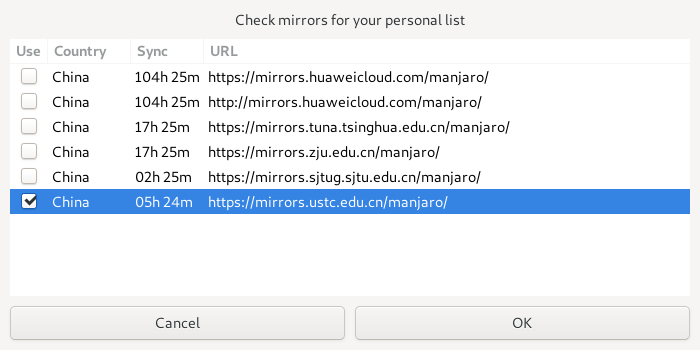 Check mirrors for your personal list
Use Country Sync URL
China 104h 25m https://mirrors.huaweicloud.com/manjaro/
China 104h 25m http://mirrors.huaweicloud.com/manjaro/
China 17h 25m https://mirrors.tuna.tsinghua.edu.cn/manjaro/
China 17h 25m https://mirrors.zju.edu.cn/manjaro/
China 02h 25m https://mirrors.sjtug.sjtu.edu.cn/manjaro/
China 05h 24m https://mirrors.ustc.edu.cn/manjaro/
Cancel OK